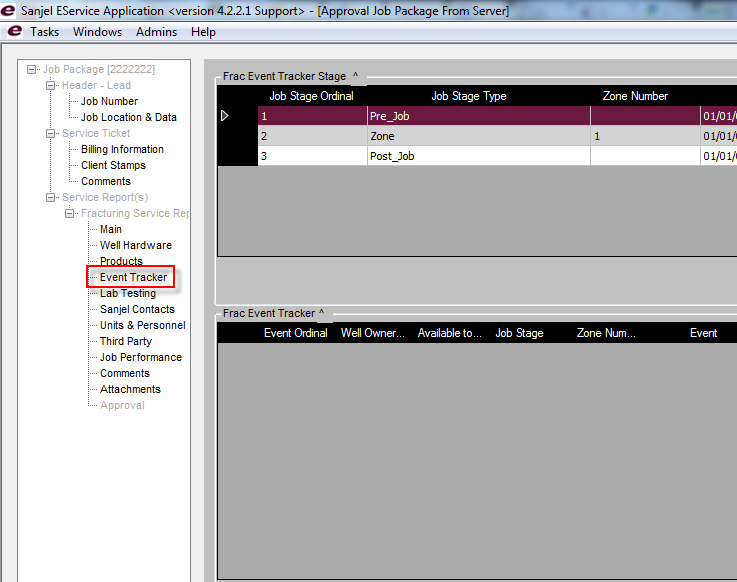 Sanjel EService Application <version 4.2.2.1 Support> - [Approval Job Package From Server]
Tasks Windows Admins Help
Job Package [2222222]
Header - Lead
Job Number
Job Location & Data
Service Ticket
Billing Information
Client Stamps
Comments
Service Report(s)
Fracturing Service Rep
Main
Well Hardware
Products
Event Tracker
Lab Testing
Sanjel Contacts
Units & Personnel
Third Party
Job Performance
Comments
Attachments
Approval
Frac Event Tracker Stage ^
Job Stage Ordinal Job Stage Type Zone Number
1 Pre_Job 01/01/
2 Zone 1 01/01/
3 Post_Job 01/01/
Frac Event Tracker ^
Event Ordinal Well Owner... Available to... Job Stage Zone Num... Event